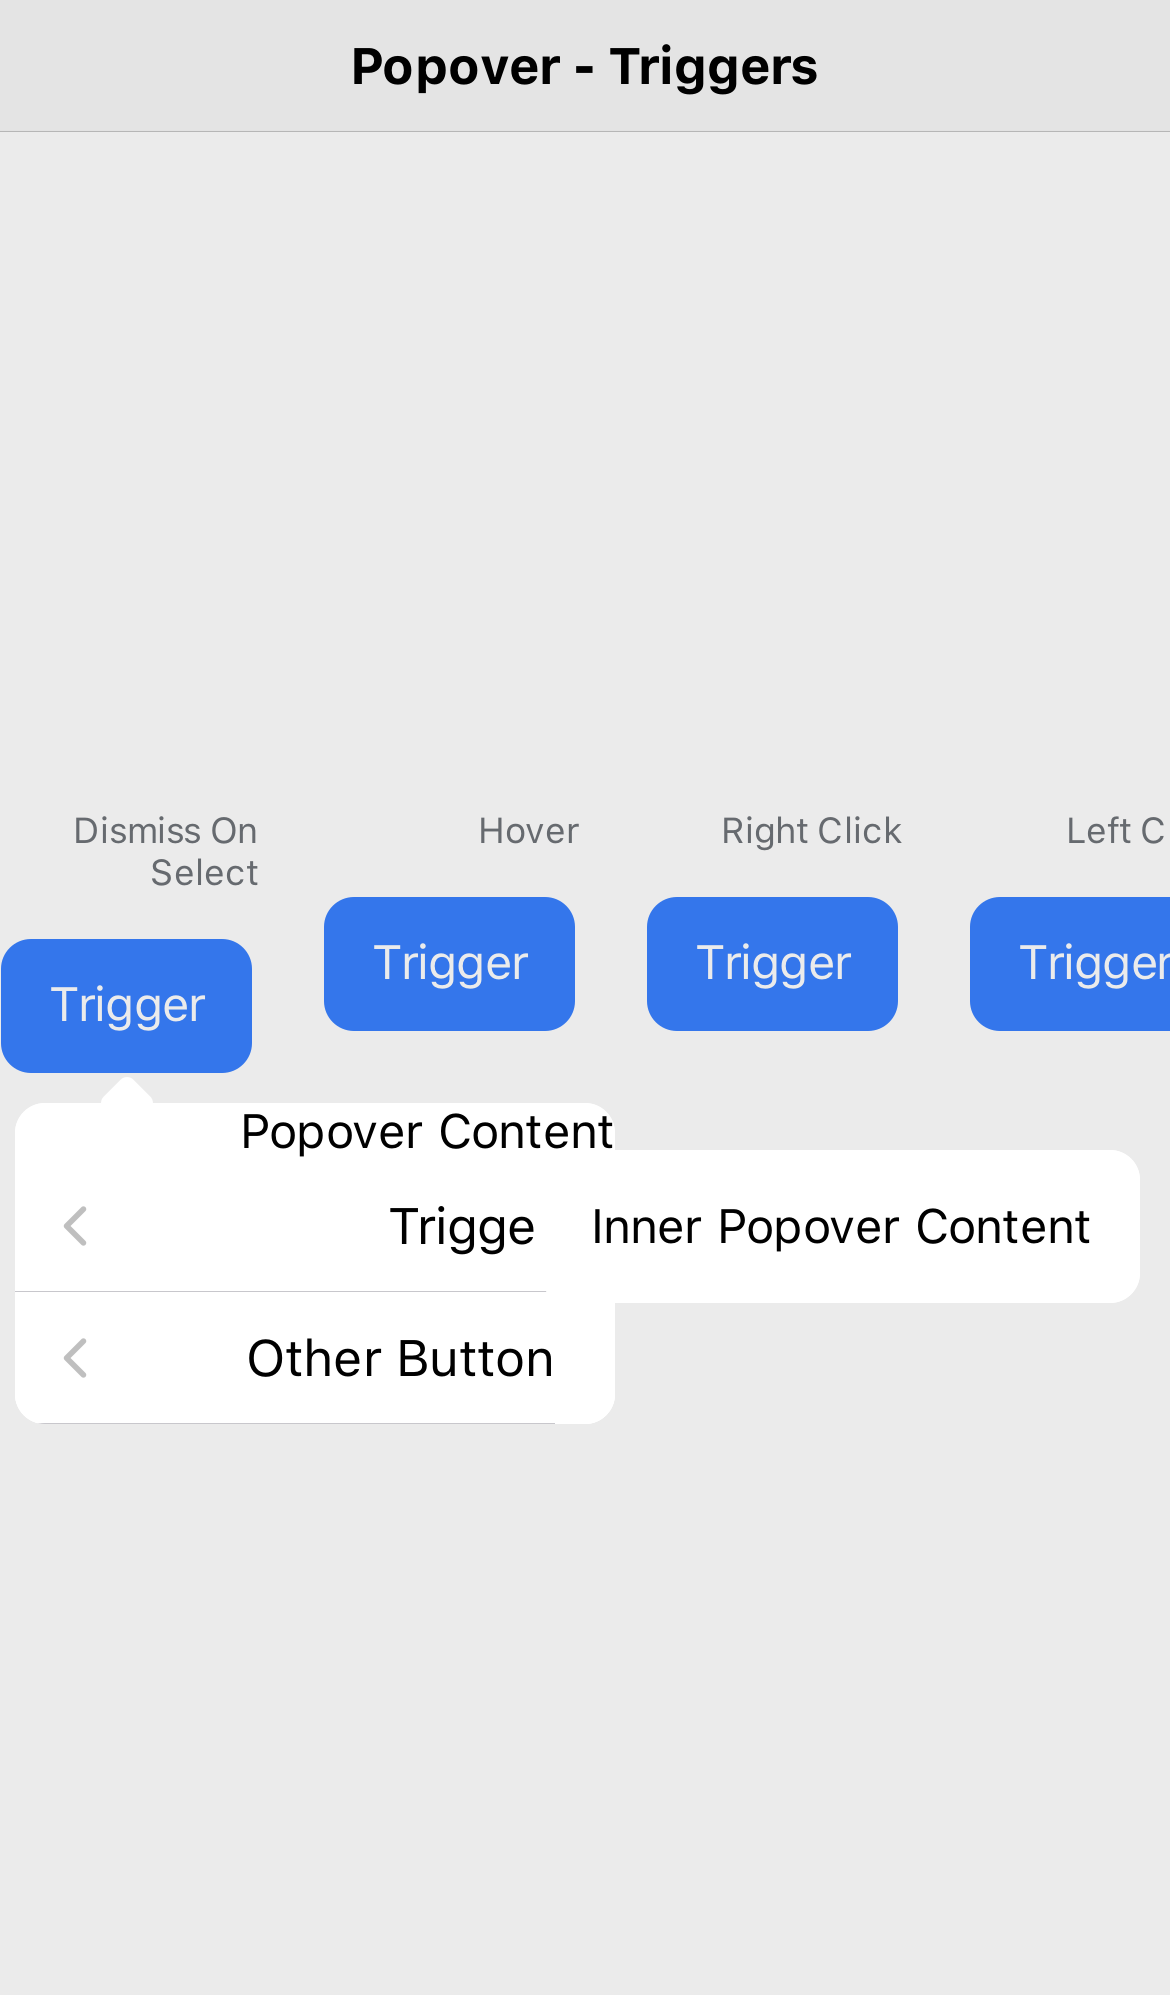 Popover - Triggers
Dismiss On
Select
Hover
Right Click
Left C
Trigger
Trigger
Trigger
Trigger
Popover Content
Trigge
Inner Popover Content
Other Button